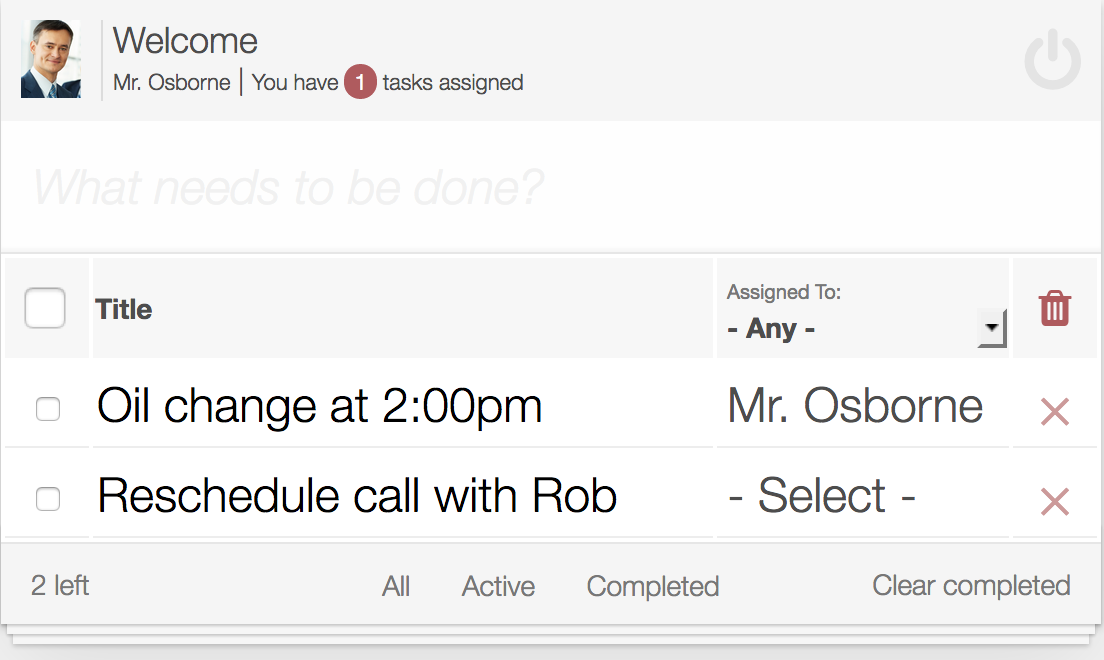 Welcome
Mr. Osborne | You have 1 tasks assigned
What needs to be done?
Title
Assigned To:
- Any -
Oil change at 2:00pm
Mr. Osborne
Reschedule call with Rob
- Select -
2 left
All
Active
Completed
Clear completed